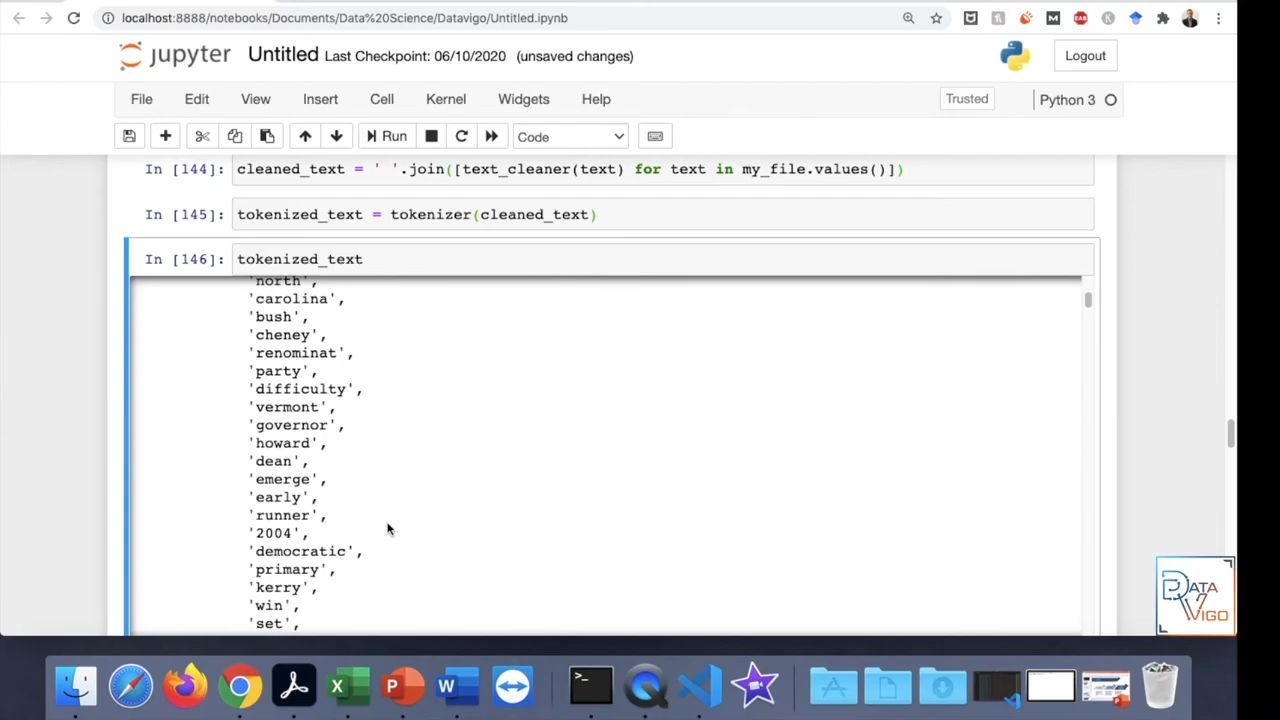 localhost:8888/notebooks/Documents/Data%20Science/Datavigo/Untitled.ipynb
jupyter Untitled Last Checkpoint: 06/10/2020 (unsaved changes)
Logout
File Edit View Insert Cell Kernel Widgets Help
Trusted Python 3
Run Code
In [144]: cleaned_text = ' '.join([text_cleaner(text) for text in my_file.values()])
In [145]: tokenized_text = tokenizer(cleaned_text)
In [146]: tokenized_text
'north',
'carolina',
'bush',
'cheney',
'renominat',
'party',
'difficulty',
'vermont',
'governor',
'howard',
'dean',
'emerge',
'early',
'runner',
'2004',
'democratic',
'primary',
'kerry',
'win',
'set',
DATA
VIGO